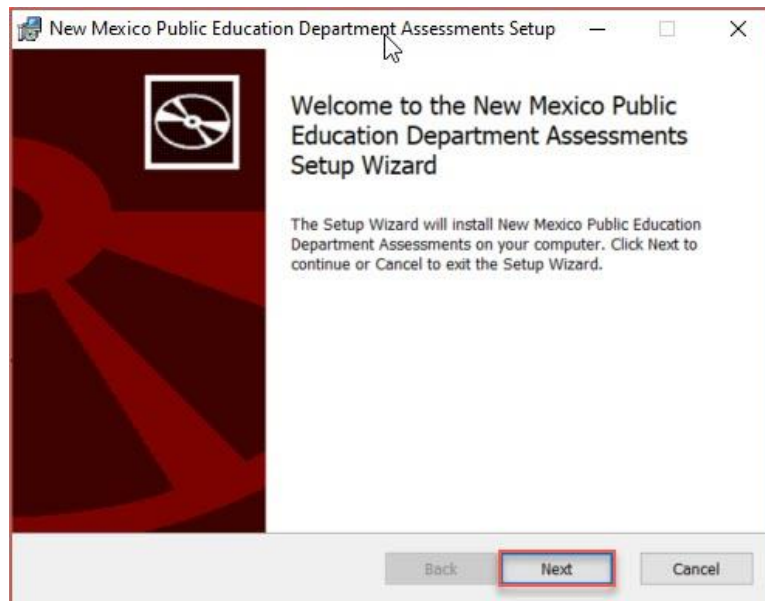 New Mexico Public Education Department Assessments Setup
Welcome to the New Mexico Public
Education Department Assessments
Setup Wizard
The Setup Wizard will install New Mexico Public Education
Department Assessments on your computer. Click Next to
continue or Cancel to exit the Setup Wizard.
Back Next Cancel